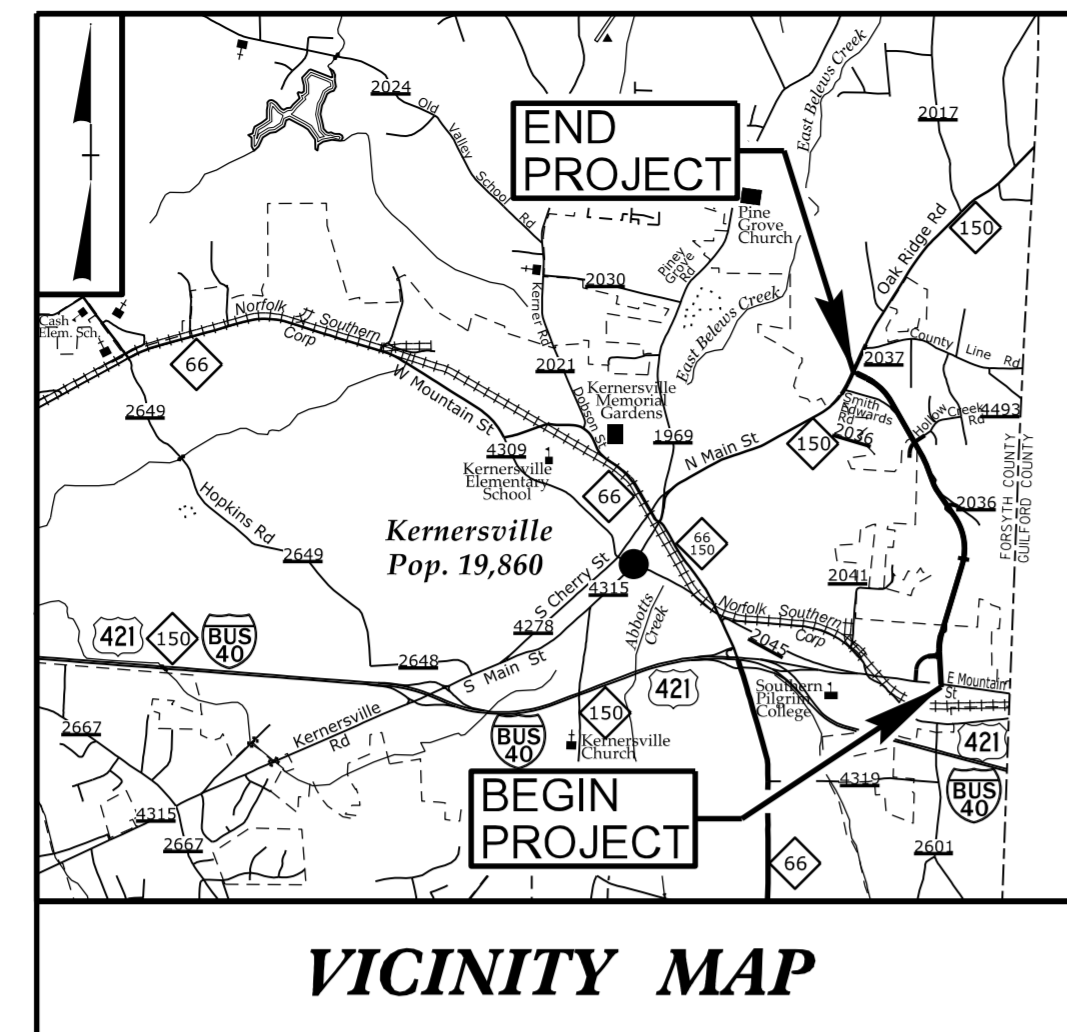 2024
Old
Valley
School
Rd
END
PROJECT
East Belews Creek
2017
Pine
Grove
Church
150
Oak Ridge Rd
Piney
Grove
Rd
2030
Kerner Rd
East Belews Creek
Cash
Elem. Sch.
Norfolk Southern
Corp
66
W Mountain St
2021
Dobson St
Kernersville
Memorial
Gardens
County Line Rd
2037
2649
Smith
Edwards
Rd
2036
Hollow Creek
Rd
4493
1969
N Main St
150
4309
Kernersville
Elementary
School
66
Hopkins Rd
2036
Kernersville
Pop. 19,860
66
150
FORSYTH COUNTY
GUILFORD COUNTY
2649
S Cherry St
4315
2041
Abbotts
Creek
Norfolk Southern
Corp
4278
2045
421
150
BUS
40
2648
S Main St
421
Southern
Pilgrim
College
E Mountain
St
Kernersville
Rd
150
2667
BUS
40
Kernersville
Church
421
BEGIN
PROJECT
4319
BUS
40
4315
2667
66
2601
VICINITY MAP